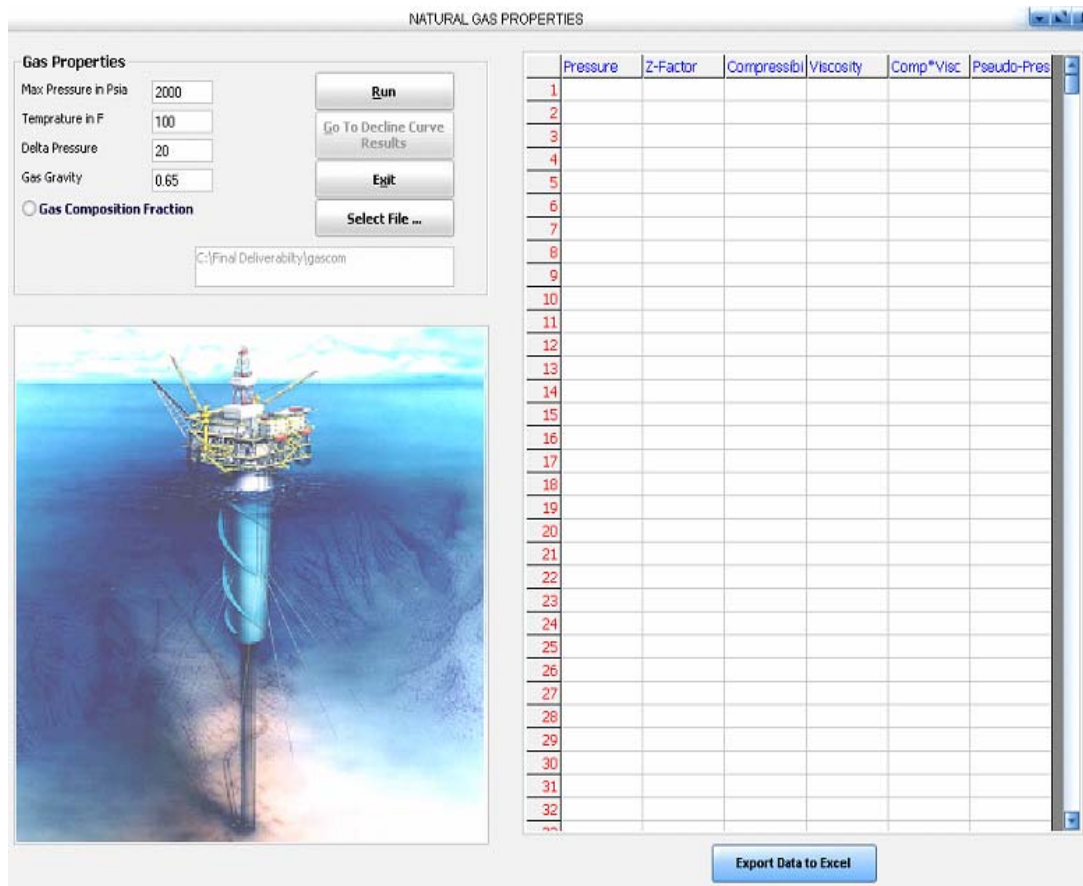 NATURAL GAS PROPERTIES
Gas Properties
Max Pressure in Psia 2000
Temprature in F 100
Delta Pressure 20
Gas Gravity 0.65
Gas Composition Fraction
C:\Final Deliverabilty\gascom
Run
Go To Decline Curve
Results
Exit
Select File ...
Pressure Z-Factor Compressibi Viscosity Comp*Visc Pseudo-Pres
1
2
3
4
5
6
7
8
9
10
11
12
13
14
15
16
17
18
19
20
21
22
23
24
25
26
27
28
29
30
31
32
Export Data to Excel